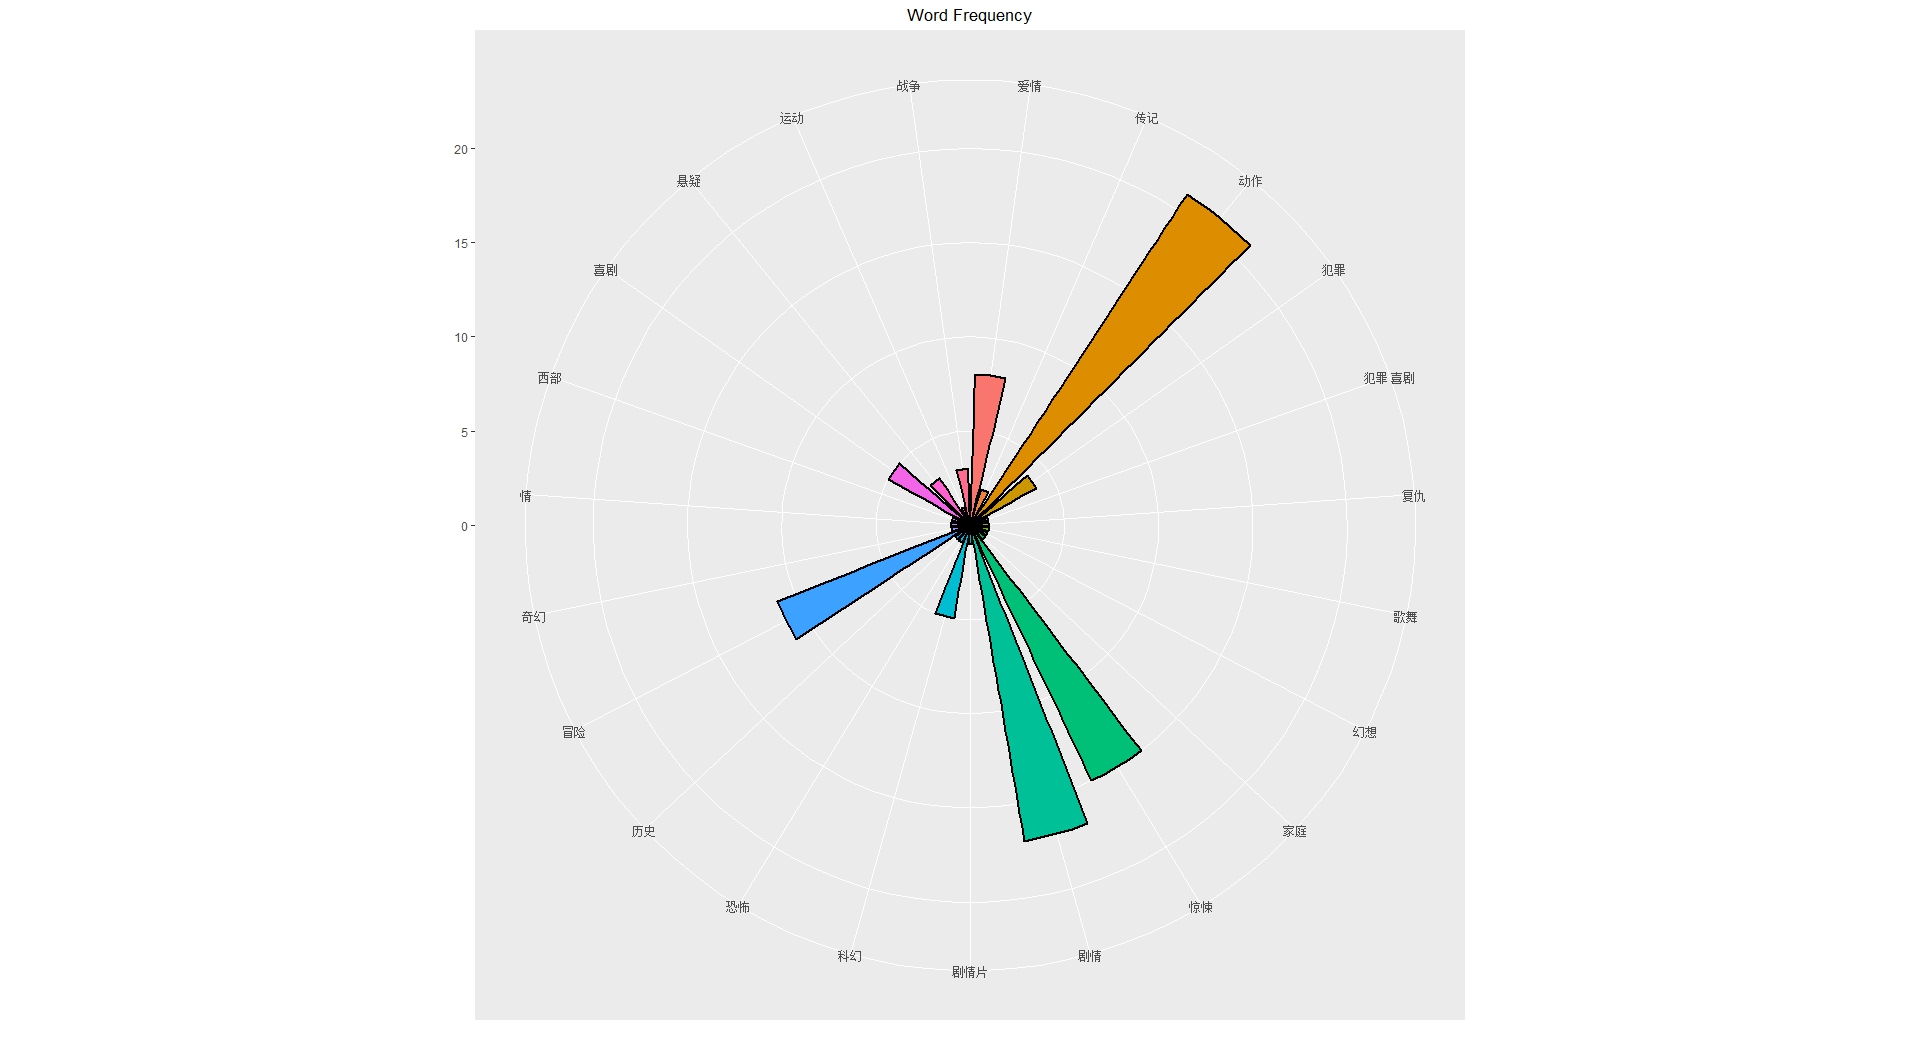 Word Frequency
战争
爱情
运动
传记
20
悬疑
动作
15
喜剧
犯罪
10
西部
犯罪 喜剧
5
情
复仇
0
奇幻
歌舞
冒险
幻想
历史
家庭
恐怖
惊悚
科幻
剧情
剧情片